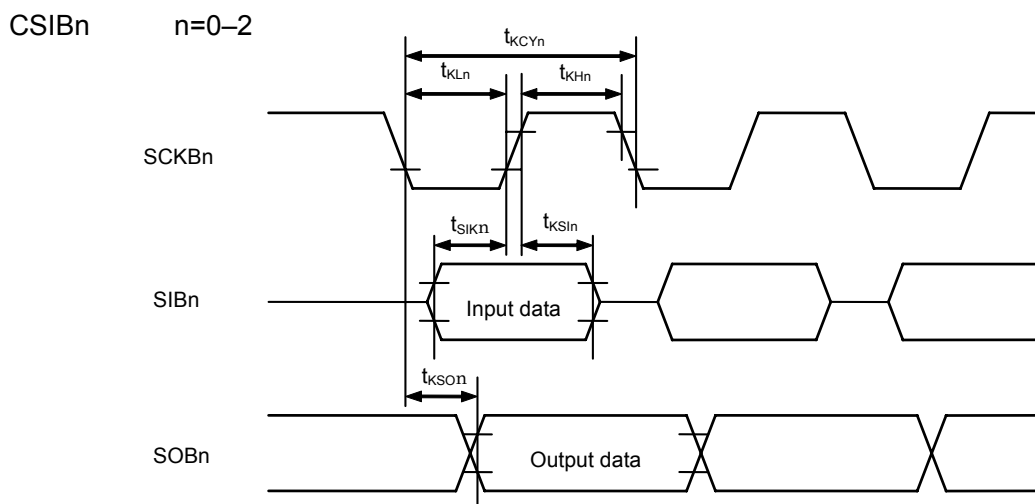 CSIBn n=0–2
tKCYn
tKLn tKHn
SCKBn
tSIKn tKSIn
SIBn
Input data
tKSOn
SOBn
Output data